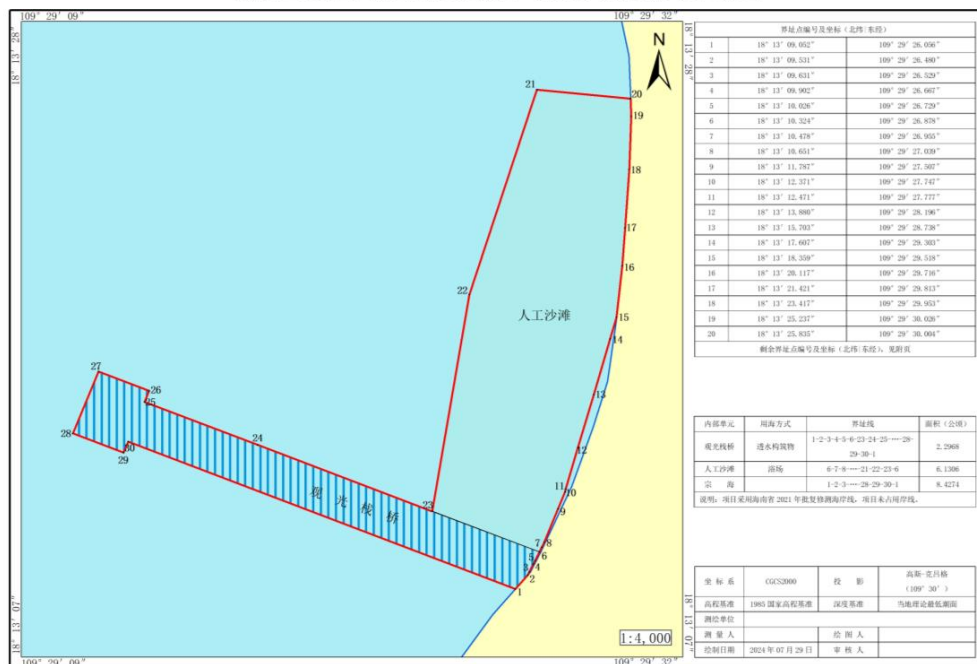 109° 29′ 09″
109° 29′ 32″
18° 13′ 28″
18° 13′ 28″
N
21
20
19
18
17
16
22
人工沙滩
15
14
27
26
25
13
28
24
30
29
12
11
10
观光栈桥
23
9
7
8
5
6
3
4
2
1
1:4,000
18° 13′ 07″
18° 13′ 07″
109° 29′ 09″
109° 29′ 32″
界址点编号及坐标（北纬|东经）
1 18° 13′ 09.052″ 109° 29′ 26.056″
2 18° 13′ 09.531″ 109° 29′ 26.480″
3 18° 13′ 09.631″ 109° 29′ 26.529″
4 18° 13′ 09.902″ 109° 29′ 26.667″
5 18° 13′ 10.026″ 109° 29′ 26.729″
6 18° 13′ 10.324″ 109° 29′ 26.878″
7 18° 13′ 10.478″ 109° 29′ 26.955″
8 18° 13′ 10.651″ 109° 29′ 27.039″
9 18° 13′ 11.787″ 109° 29′ 27.507″
10 18° 13′ 12.371″ 109° 29′ 27.747″
11 18° 13′ 12.471″ 109° 29′ 27.777″
12 18° 13′ 13.880″ 109° 29′ 28.196″
13 18° 13′ 15.703″ 109° 29′ 28.738″
14 18° 13′ 17.607″ 109° 29′ 29.303″
15 18° 13′ 18.359″ 109° 29′ 29.518″
16 18° 13′ 20.117″ 109° 29′ 29.716″
17 18° 13′ 21.421″ 109° 29′ 29.813″
18 18° 13′ 23.417″ 109° 29′ 29.953″
19 18° 13′ 25.237″ 109° 29′ 30.026″
20 18° 13′ 25.835″ 109° 29′ 30.004″
剩余界址点编号及坐标（北纬|东经），见附页
内部单元 用海方式 界址线 面积（公顷）
观光栈桥 透水构筑物 1-2-3-4-5-6-23-24-25-…-28-29-30-1 2.2968
人工沙滩 浴场 6-7-8-…-21-22-23-6 6.1306
宗 海 1-2-3-…-28-29-30-1 8.4274
说明：项目采用海南省2021年批复修测海岸线，项目未占用岸线。
坐标系 CGCS2000 投 影 高斯-克吕格（109° 30′）
高程基准 1985国家高程基准 深度基准 当地理论最低潮面
测绘单位
测量人 绘图人
绘制日期 2024年07月29日 审核人